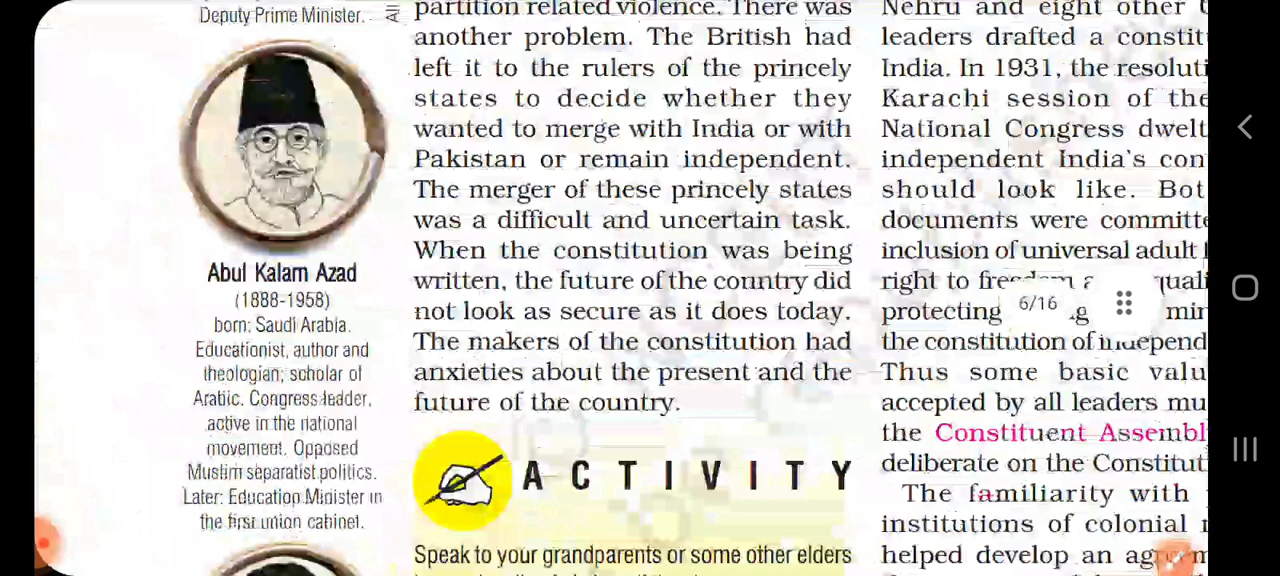 Deputy Prime Minister.
Abul Kalam Azad
(1888-1958)
born: Saudi Arabia.
Educationist, author and
theologian; scholar of
Arabic. Congress leader,
active in the national
movement. Opposed
Muslim separatist politics.
Later: Education Minister in
the first union cabinet.
partition related violence. There was
another problem. The British had
left it to the rulers of the princely
states to decide whether they
wanted to merge with India or with
Pakistan or remain independent.
The merger of these princely states
was a difficult and uncertain task.
When the constitution was being
written, the future of the country did
not look as secure as it does today.
The makers of the constitution had
anxieties about the present and the
future of the country.
ACTIVITY
Speak to your grandparents or some other elders
Nehru and eight other
leaders drafted a constit
India. In 1931, the resoluti
Karachi session of the
National Congress dwelt
independent India's con
should look like. Bot
documents were committe
inclusion of universal adult
right to freedom a quali
protecting min
the constitution of independ
Thus some basic valu
accepted by all leaders mu
the Constituent Assembl
deliberate on the Constitut
The familiarity with
institutions of colonial
helped develop an
6/16